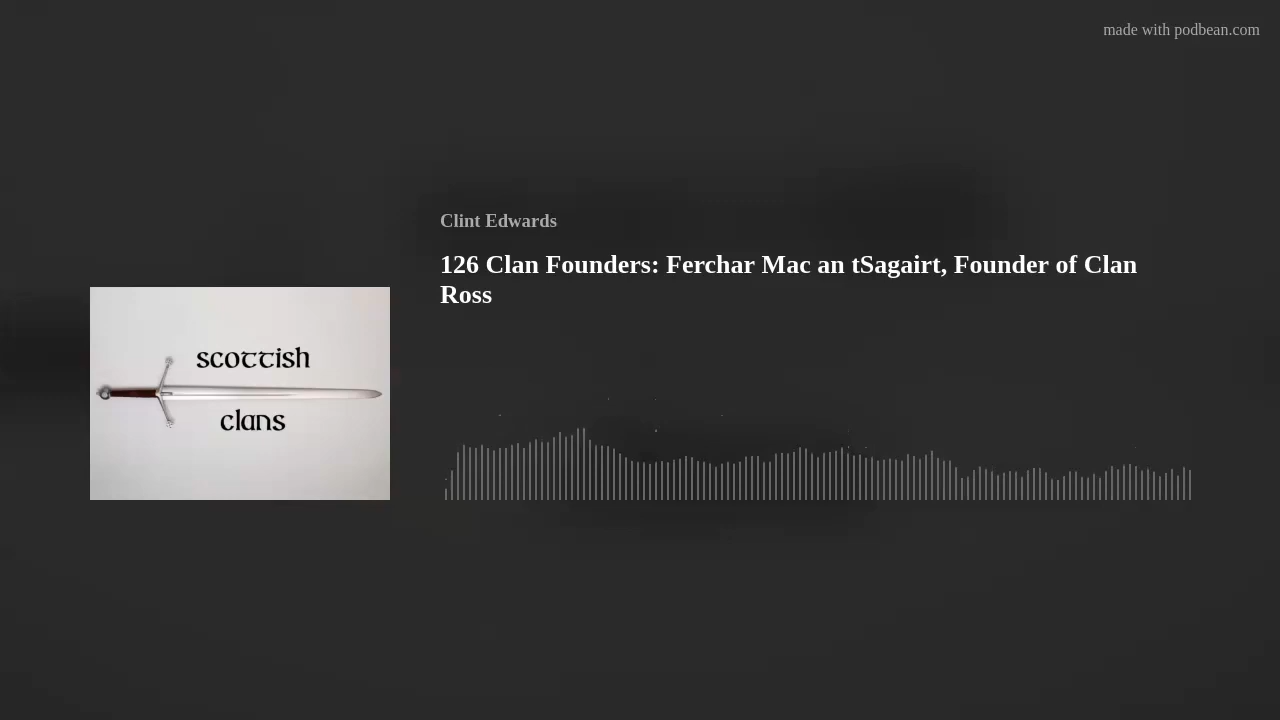 made with podbean.com
Clint Edwards
126 Clan Founders: Ferchar Mac an tSagairt, Founder of Clan
Ross
scottish
clans